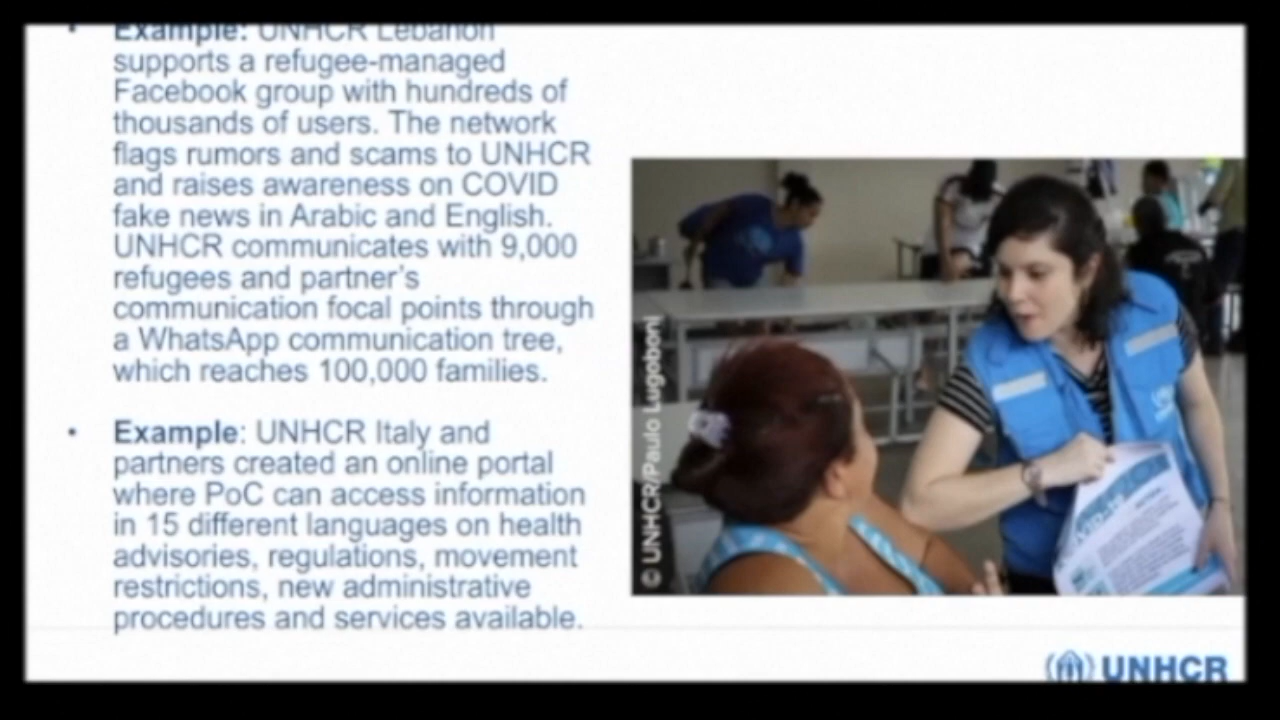 • Example: UNHCR Lebanon
supports a refugee-managed
Facebook group with hundreds of
thousands of users. The network
flags rumors and scams to UNHCR
and raises awareness on COVID
fake news in Arabic and English.
UNHCR communicates with 9,000
refugees and partner's
communication focal points through
a WhatsApp communication tree,
which reaches 100,000 families.
• Example: UNHCR Italy and
partners created an online portal
where PoC can access information
in 15 different languages on health
advisories, regulations, movement
restrictions, new administrative
procedures and services available.
© UNHCR/Paulo Lugoboni
UNHCR